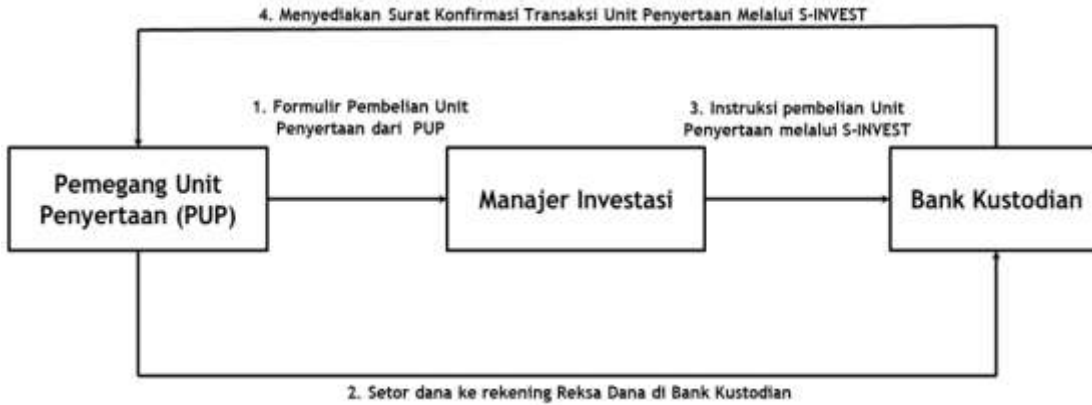 4. Menyediakan Surat Konfirmasi Transaksi Unit Penyertaan Melalui S-INVEST
1. Formulir Pembelian Unit
Penyertaan dari PUP
3. Instruksi pembelian Unit
Penyertaan melalui S-INVEST
Pemegang Unit
Penyertaan (PUP)
Manajer Investasi
Bank Kustodian
2. Setor dana ke rekening Reksa Dana di Bank Kustodian